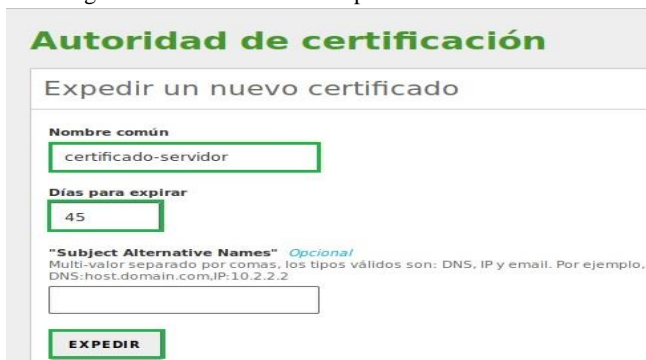 Autoridad de certificación
Expedir un nuevo certificado
Nombre común
certificado-servidor
Días para expirar
45
"Subject Alternative Names" Opcional
Multi-valor separado por comas, los tipos válidos son: DNS, IP y email. Por ejemplo,
DNS:host.domain.com,IP:10.2.2.2
EXPEDIR